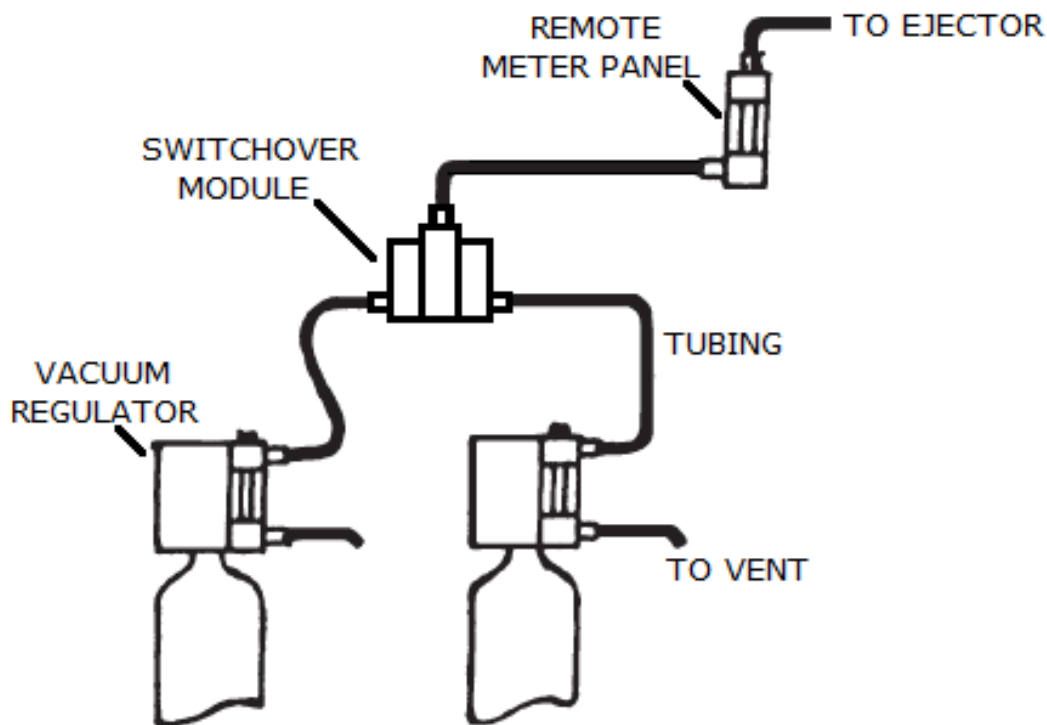 REMOTE
METER PANEL
TO EJECTOR
SWITCHOVER
MODULE
TUBING
VACUUM
REGULATOR
TO VENT